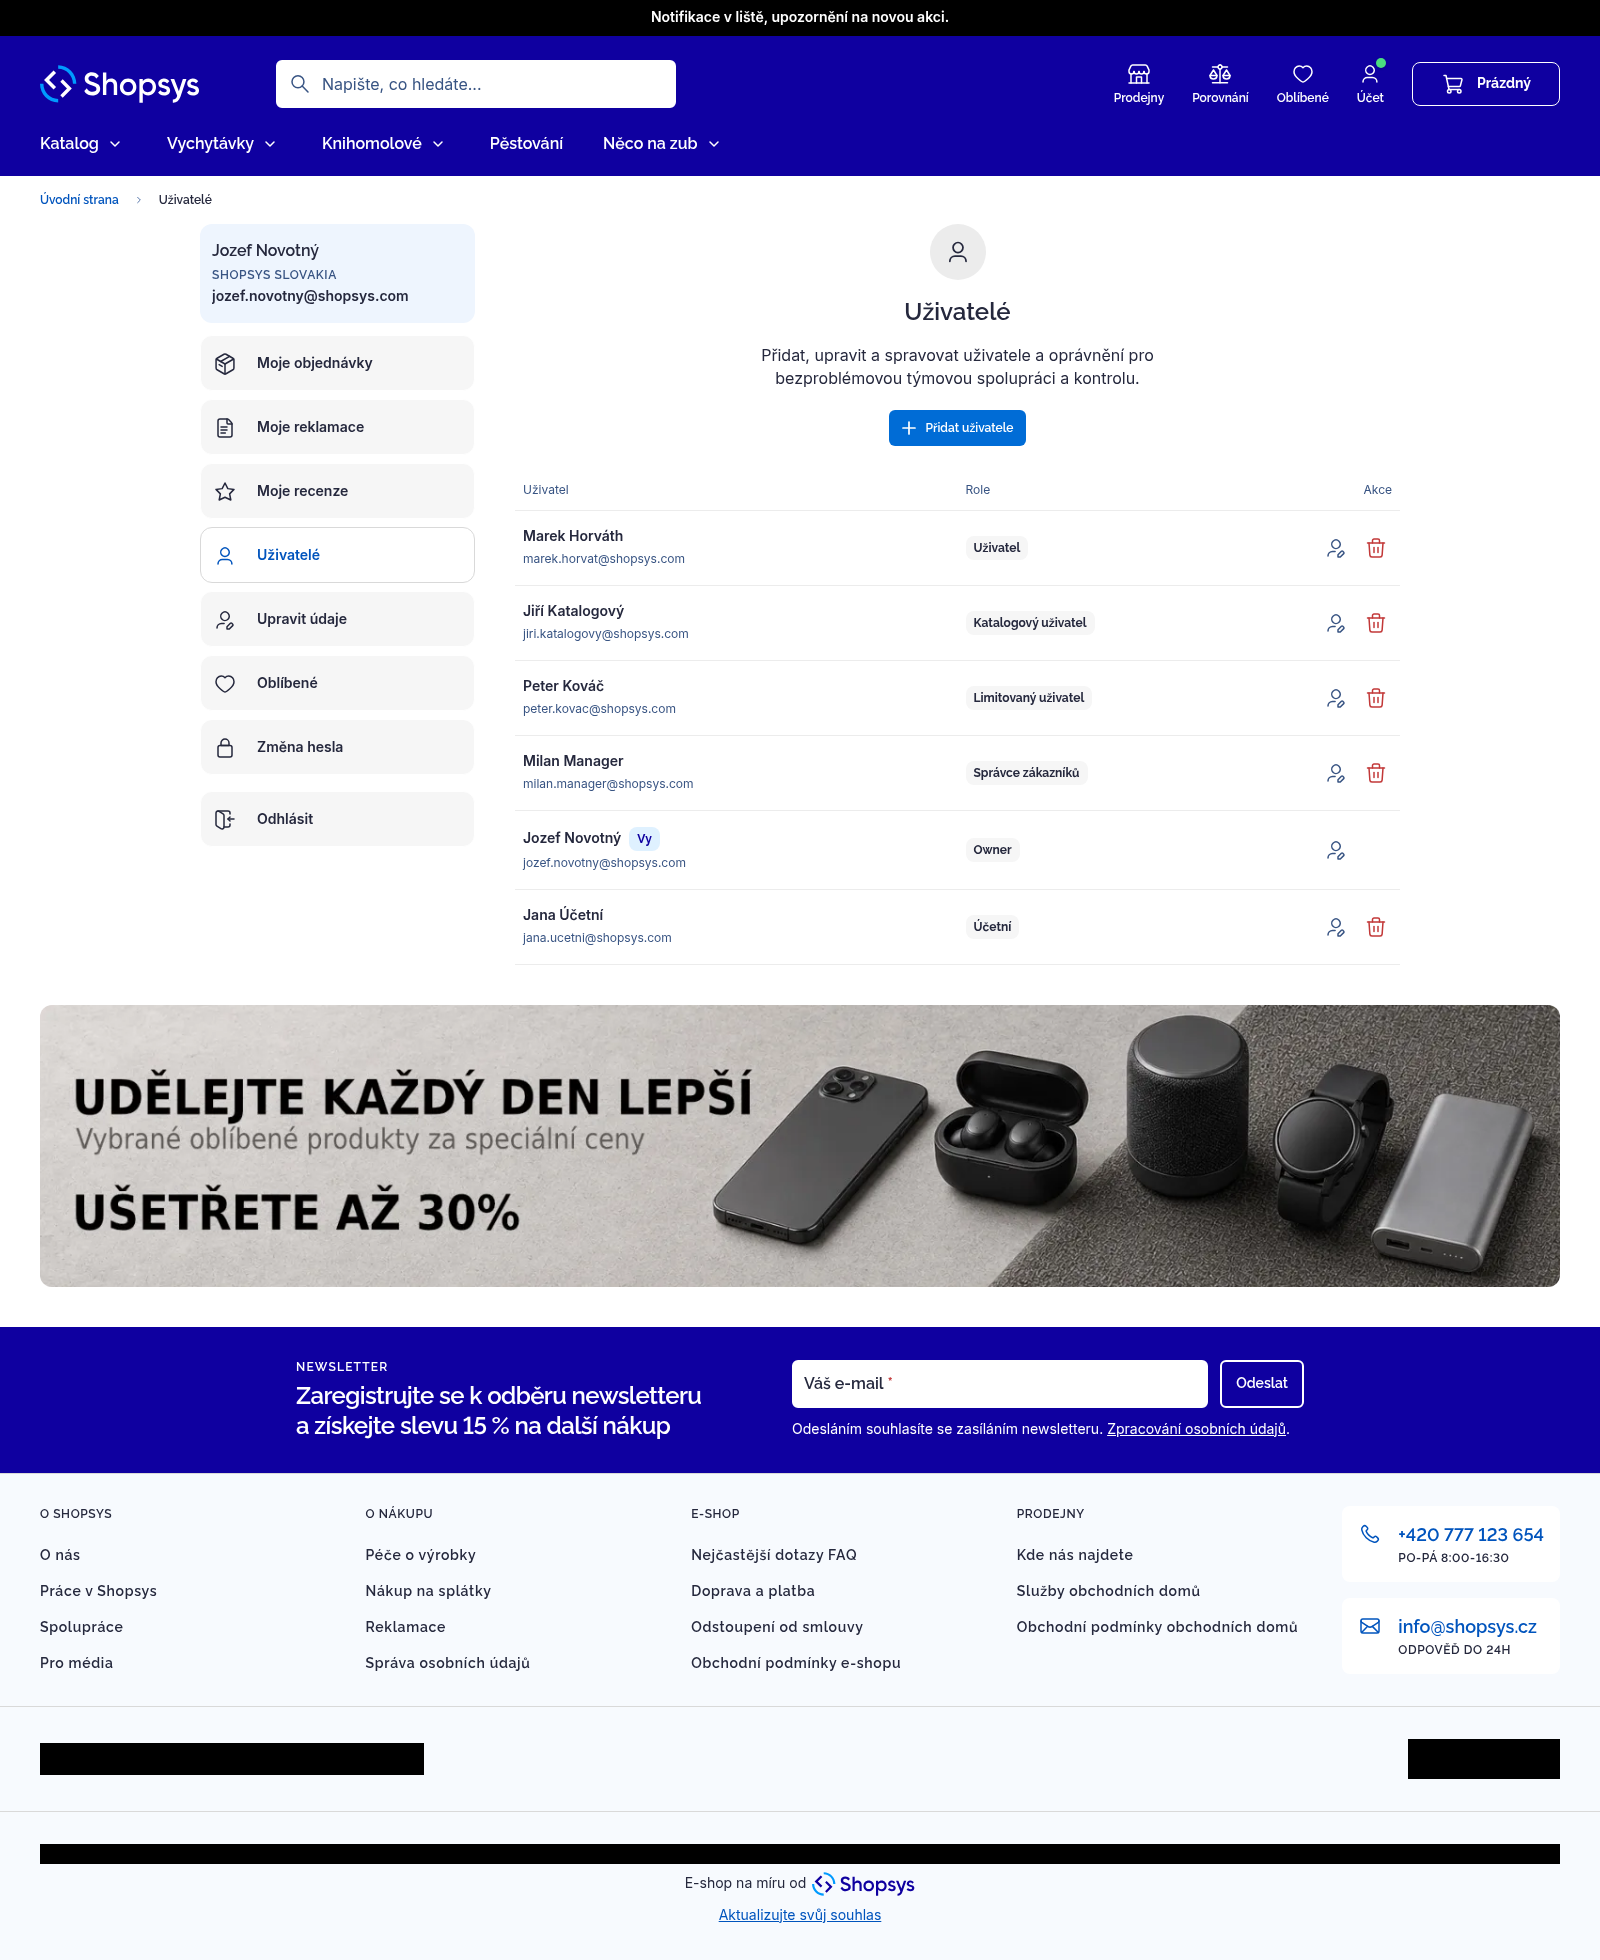 Notifikace v liště, upozornění na novou akci.
Shopsys
Napište, co hledáte...
Prodejny
Porovnání
Oblíbené
Účet
Prázdný
Katalog
Vychytávky
Knihomolové
Pěstování
Něco na zub
Úvodní strana
Uživatelé
Jozef Novotný
SHOPSYS SLOVAKIA
jozef.novotny@shopsys.com
Moje objednávky
Moje reklamace
Moje recenze
Uživatelé
Upravit údaje
Oblíbené
Změna hesla
Odhlásit
Uživatelé
Přidat, upravit a spravovat uživatele a oprávnění pro
bezproblémovou týmovou spolupráci a kontrolu.
Přidat uživatele
Uživatel Role Akce
Marek Horváth
marek.horvat@shopsys.com
Uživatel
Jiří Katalogový
jiri.katalogovy@shopsys.com
Katalogový uživatel
Peter Kováč
peter.kovac@shopsys.com
Limitovaný uživatel
Milan Manager
milan.manager@shopsys.com
Správce zákazníků
Jozef Novotný Vy
jozef.novotny@shopsys.com
Owner
Jana Účetní
jana.ucetni@shopsys.com
Účetní
UDĚLEJTE KAŽDÝ DEN LEPŠÍ
Vybrané oblíbené produkty za speciální ceny
UŠETŘETE AŽ 30%
NEWSLETTER
Zaregistrujte se k odběru newsletteru
a získejte slevu 15 % na další nákup
Váš e-mail *
Odeslat
Odesláním souhlasíte se zasíláním newsletteru. Zpracování osobních údajů.
O SHOPSYS
O nás
Práce v Shopsys
Spolupráce
Pro média
O NÁKUPU
Péče o výrobky
Nákup na splátky
Reklamace
Správa osobních údajů
E-SHOP
Nejčastější dotazy FAQ
Doprava a platba
Odstoupení od smlouvy
Obchodní podmínky e-shopu
PRODEJNY
Kde nás najdete
Služby obchodních domů
Obchodní podmínky obchodních domů
+420 777 123 654
PO-PÁ 8:00-16:30
info@shopsys.cz
ODPOVĚĎ DO 24H
E-shop na míru od Shopsys
Aktualizujte svůj souhlas